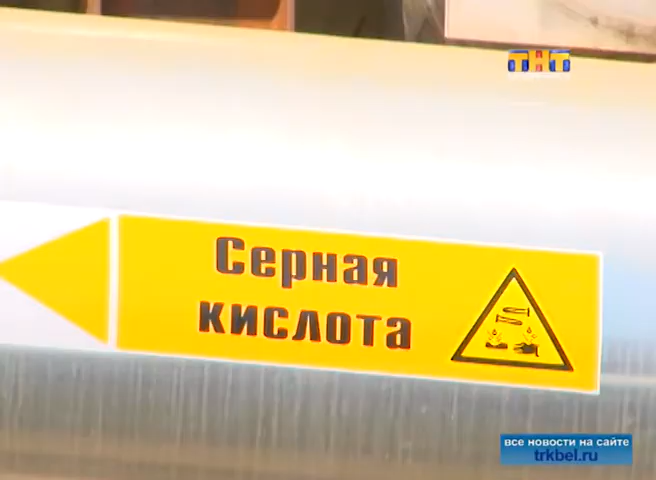 ТНТ
Серная
кислота
все новости на сайте
trkbel.ru